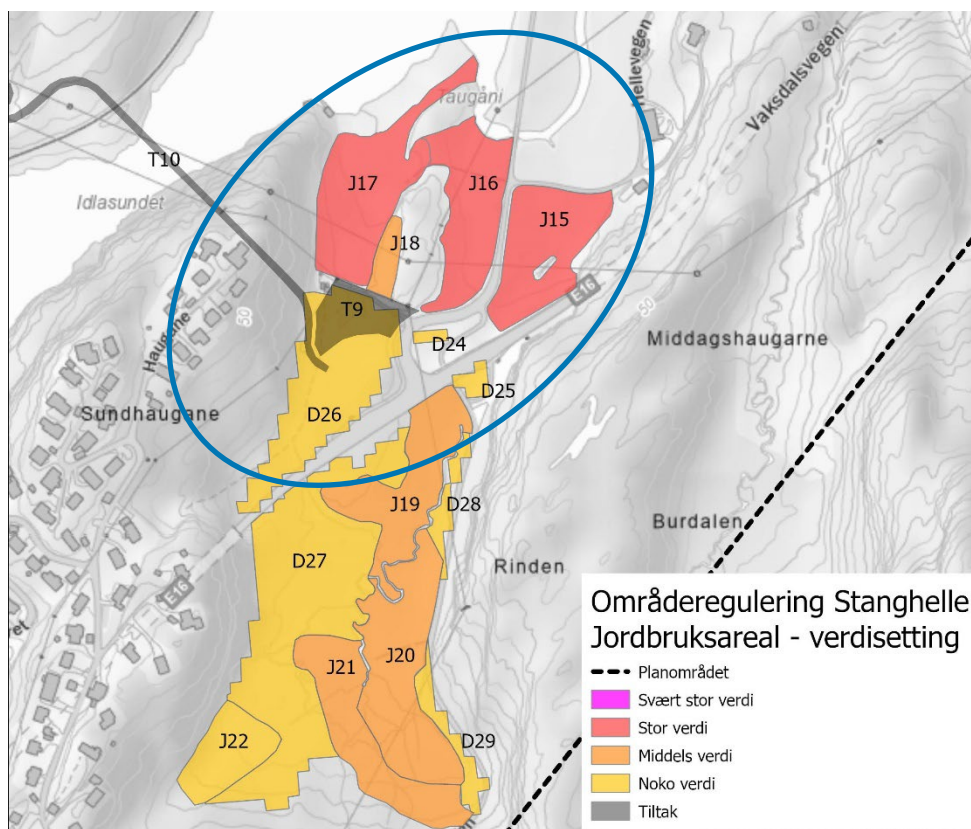 Taugåni
Hellevegen
Vaksdalsvegen
T10
J17
J16
Idlasundet
J15
J18
E16
T9
50
50
D24
Middagshaugarne
Haugane
D25
Sundhaugane
D26
J19
D28
Burdalen
D27
Rinden
E16
J21
J20
J22
D29
Områderegulering Stanghelle
Jordbruksareal - verdisetting
Planområdet
Svært stor verdi
Stor verdi
Middels verdi
Noko verdi
Tiltak